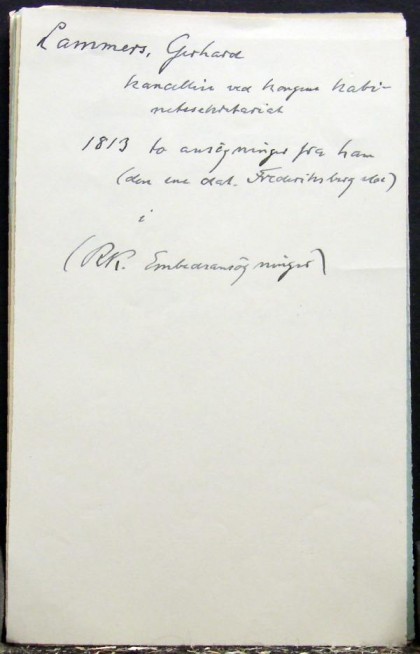 Lammers, Gerhard
kancellist ved kongens kabi-
netssekretariat
1813 to ansøgninger fra ham
(den ene dat. Frederiksberg slot)
i
(RK. Embedsansøgninger)